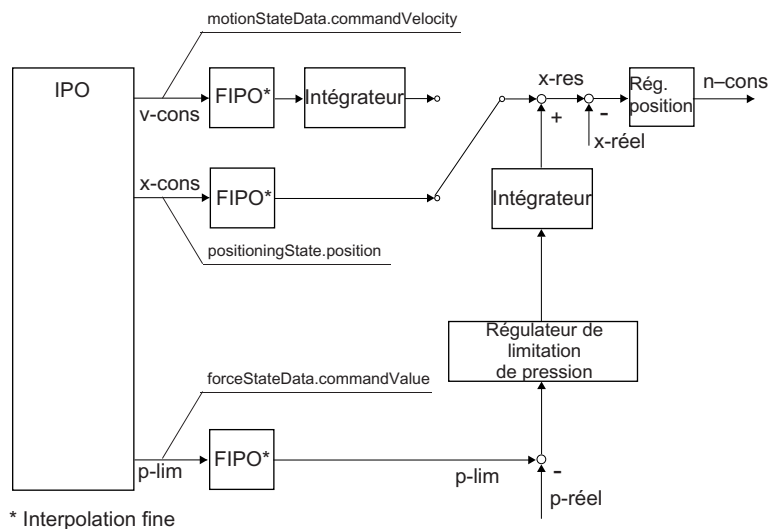 motionStateData.commandVelocity
IPO
v-cons
FIPO*
Intégrateur
x-res
Rég.
position
n–cons
+
-
x-réel
x-cons
FIPO*
Intégrateur
positioningState.position
Régulateur de
limitation
de pression
forceStateData.commandValue
p-lim
FIPO*
p-lim
-
p-réel
* Interpolation fine